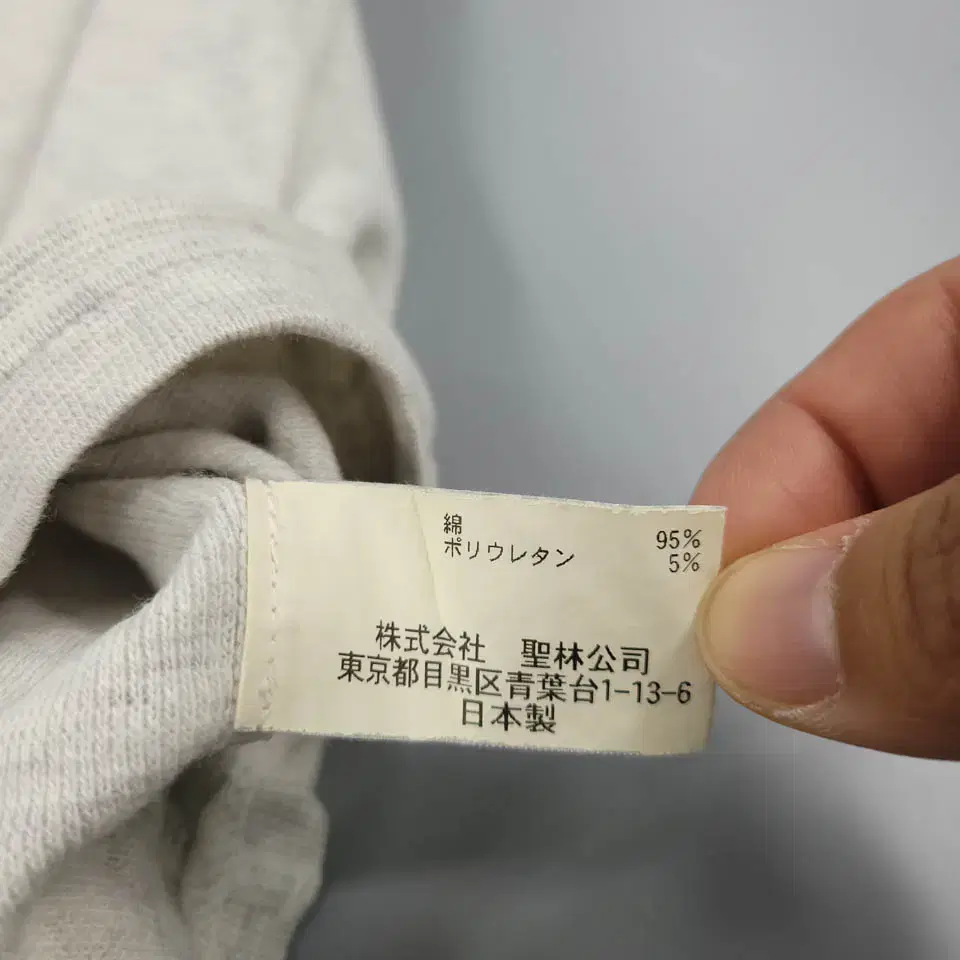 綿 95%
ポリウレタン 5%
株式会社 聖林公司
東京都目黒区青葉台1-13-6
日本製